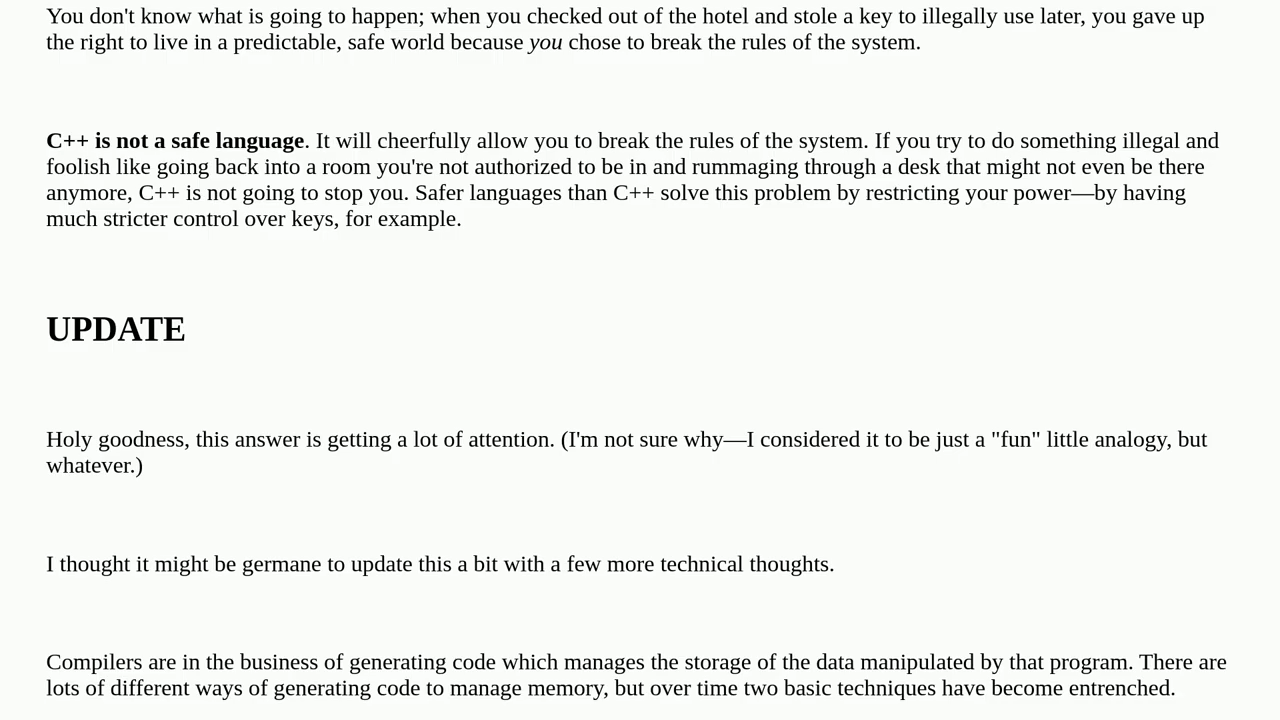 You don't know what is going to happen; when you checked out of the hotel and stole a key to illegally use later, you gave up
the right to live in a predictable, safe world because you chose to break the rules of the system.
C++ is not a safe language. It will cheerfully allow you to break the rules of the system. If you try to do something illegal and
foolish like going back into a room you're not authorized to be in and rummaging through a desk that might not even be there
anymore, C++ is not going to stop you. Safer languages than C++ solve this problem by restricting your power—by having
much stricter control over keys, for example.
UPDATE
Holy goodness, this answer is getting a lot of attention. (I'm not sure why—I considered it to be just a "fun" little analogy, but
whatever.)
I thought it might be germane to update this a bit with a few more technical thoughts.
Compilers are in the business of generating code which manages the storage of the data manipulated by that program. There are
lots of different ways of generating code to manage memory, but over time two basic techniques have become entrenched.